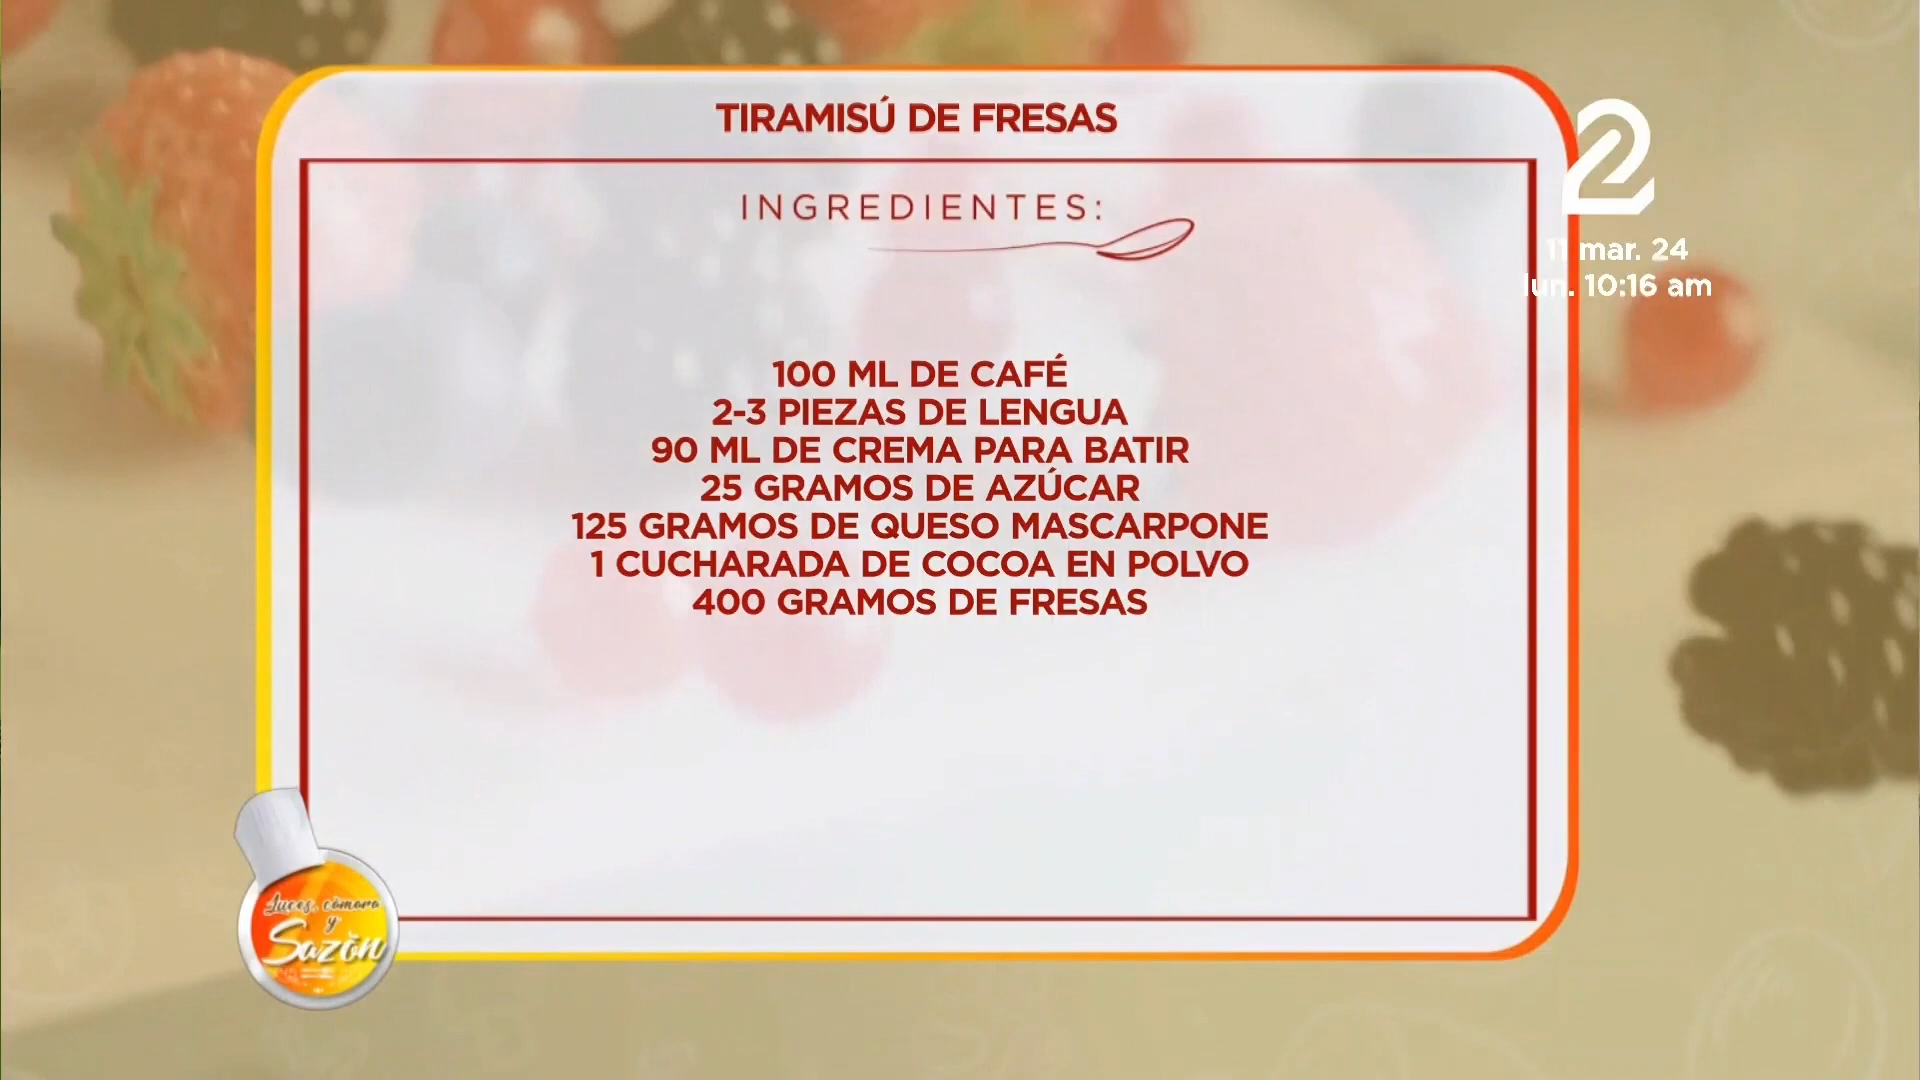 TIRAMISÚ DE FRESAS
INGREDIENTES:
2
11 mar. 24
lun. 10:16 am
100 ML DE CAFÉ
2-3 PIEZAS DE LENGUA
90 ML DE CREMA PARA BATIR
25 GRAMOS DE AZÚCAR
125 GRAMOS DE QUESO MASCARPONE
1 CUCHARADA DE COCOA EN POLVO
400 GRAMOS DE FRESAS
Luces, cámara
y
Sazón